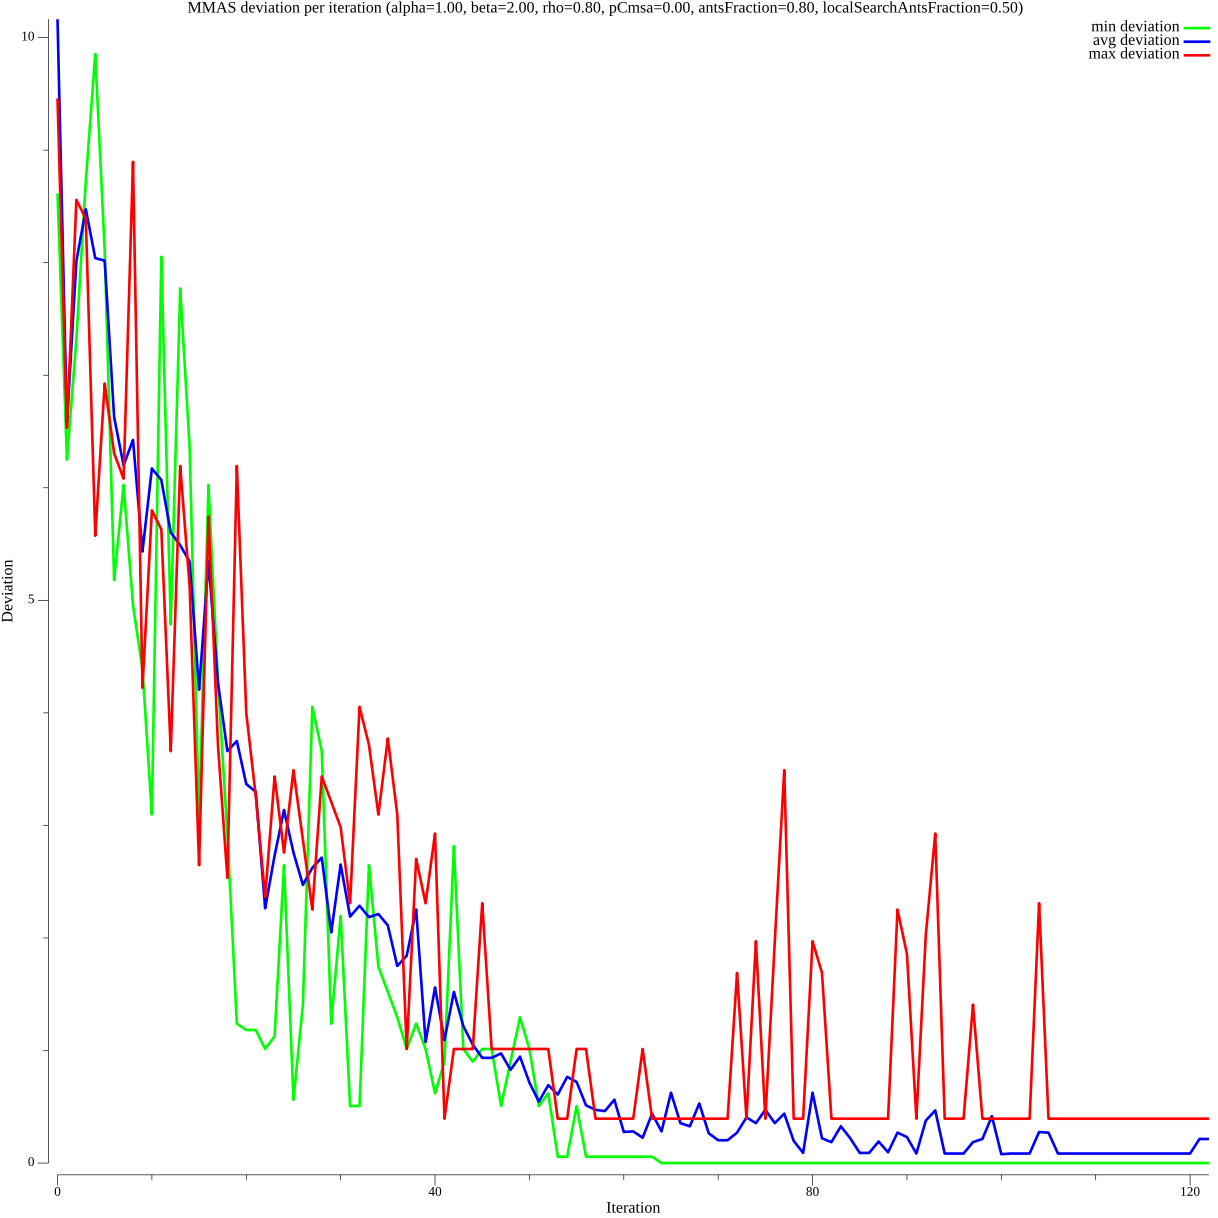 MMAS deviation per iteration (alpha=1.00, beta=2.00, rho=0.80, pCmsa=0.00, antsFraction=0.80, localSearchAntsFraction=0.50)
min deviation
avg deviation
max deviation
10
5
0
Deviation
0
40
80
120
Iteration